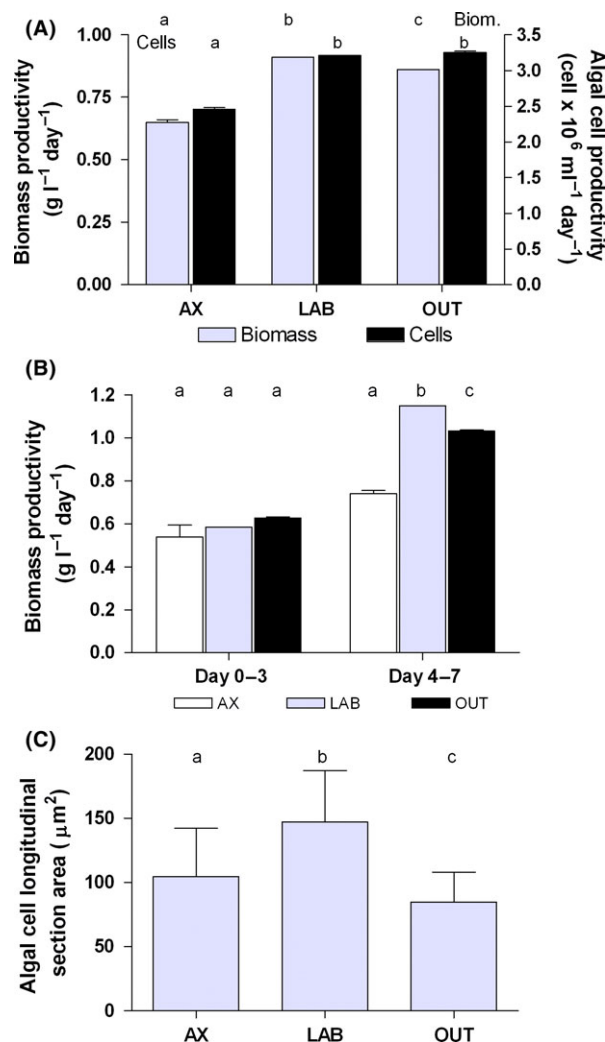 (A)
a b c Biom.
Cells a b b
1.00 3.5
3.0
0.75 2.5
2.0
0.50
1.5
0.25 1.0
0.5
0.00 0.0
Biomass productivity
(g l⁻¹ day⁻¹)
Algal cell productivity
(cell x 10⁶ ml⁻¹ day⁻¹)
AX LAB OUT
Biomass Cells
(B)
a a a a b c
1.2
1.0
0.8
0.6
0.4
0.2
0.0
Biomass productivity
(g l⁻¹ day⁻¹)
Day 0–3 Day 4–7
AX LAB OUT
(C)
a b c
200
150
100
50
0
Algal cell longitudinal
section area (μm²)
AX LAB OUT